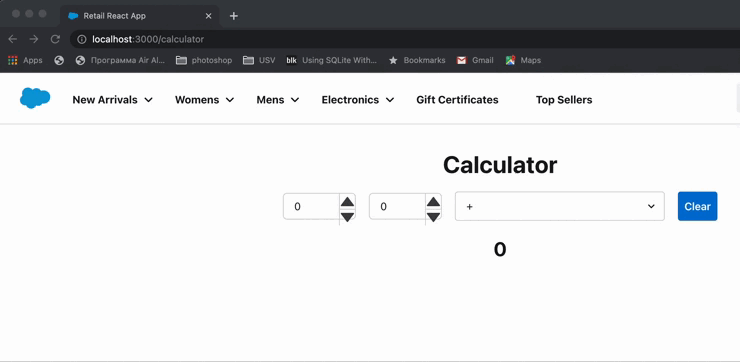 Retail React App
localhost:3000/calculator
Apps Программа Air Al... photoshop USV blk Using SQLite With... Bookmarks Gmail Maps
New Arrivals Womens Mens Electronics Gift Certificates Top Sellers
Calculator
0 0 + Clear
0